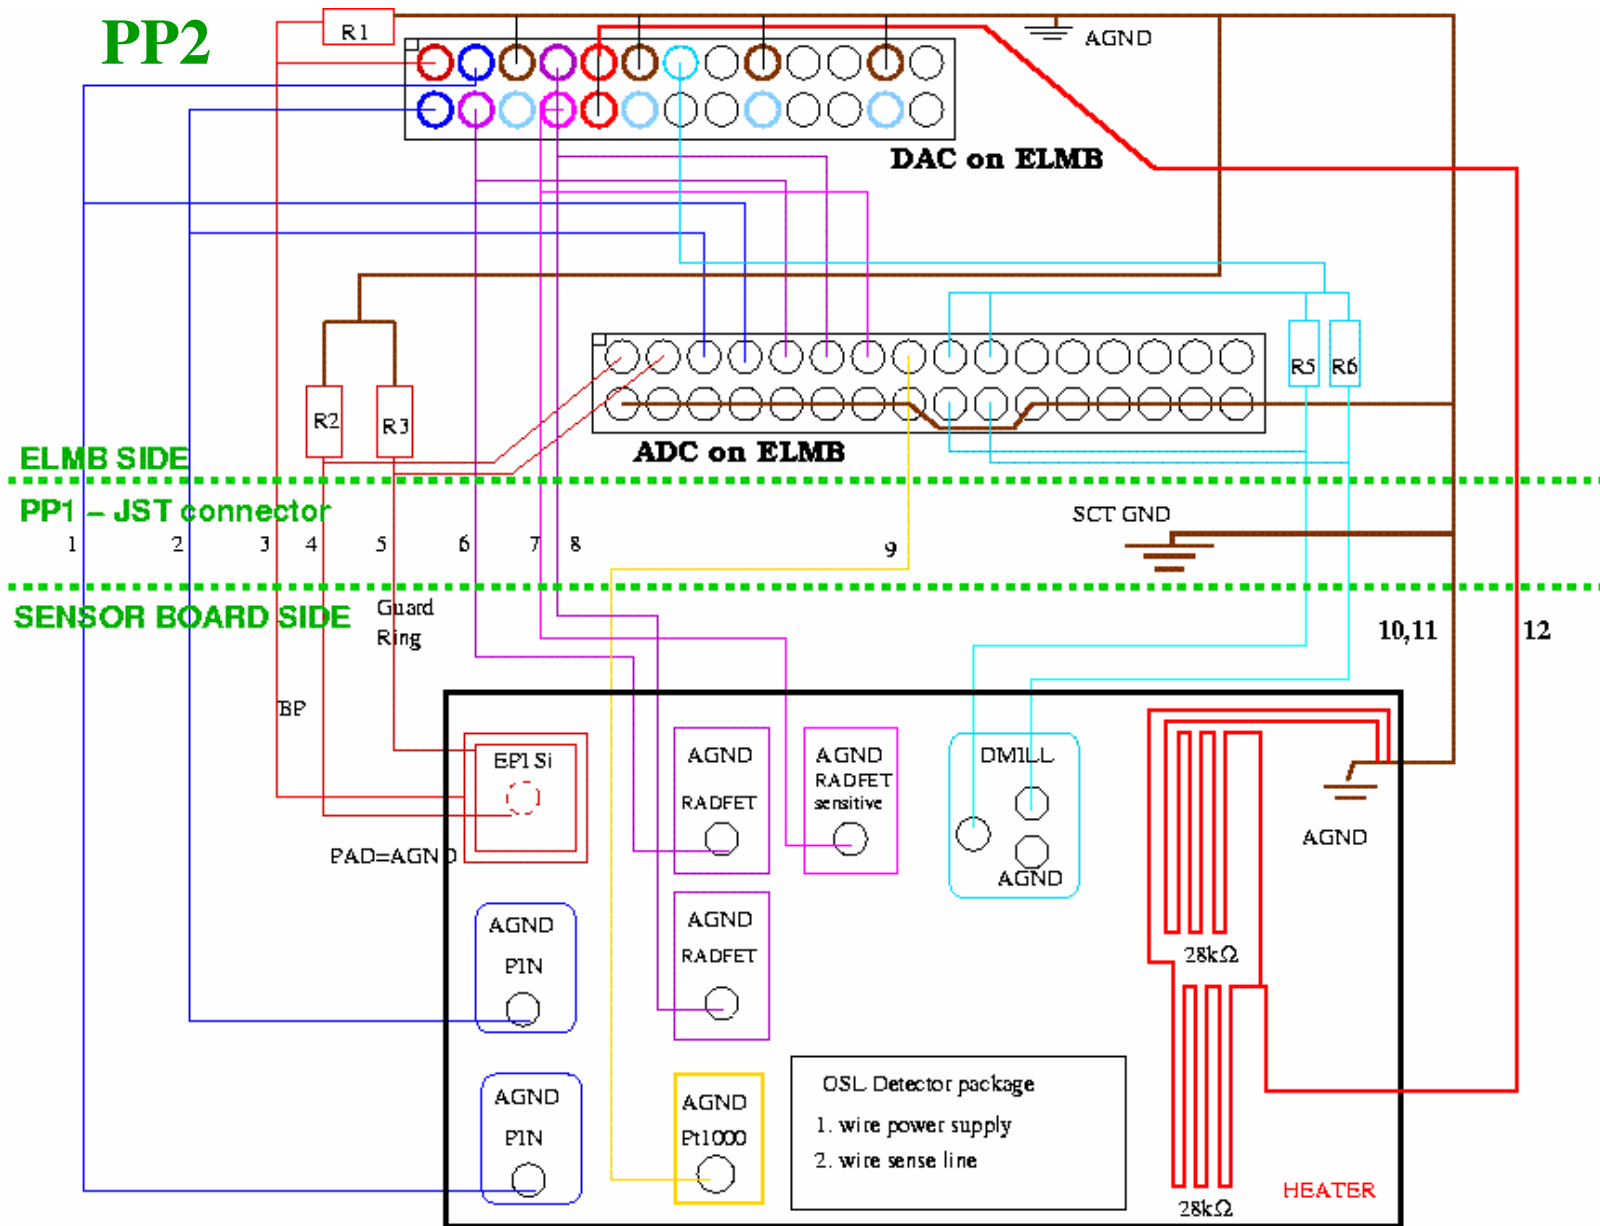 PP2
R1
AGND
DAC on ELMB
R5
R6
R2
R3
ADC on ELMB
ELMB SIDE
PP1 – JST connector
SCT GND
1
2
3
4
5
6
7
8
9
SENSOR BOARD SIDE
Guard
Ring
10,11
12
BP
EPI Si
AGND
RADFET
AGND
RADFET
sensitive
DMILL
AGND
AGND
PAD=AGND
AGND
PIN
AGND
RADFET
28kΩ
OSL Detector package
1. wire power supply
2. wire sense line
AGND
PIN
AGND
Pt1000
HEATER
28kΩ